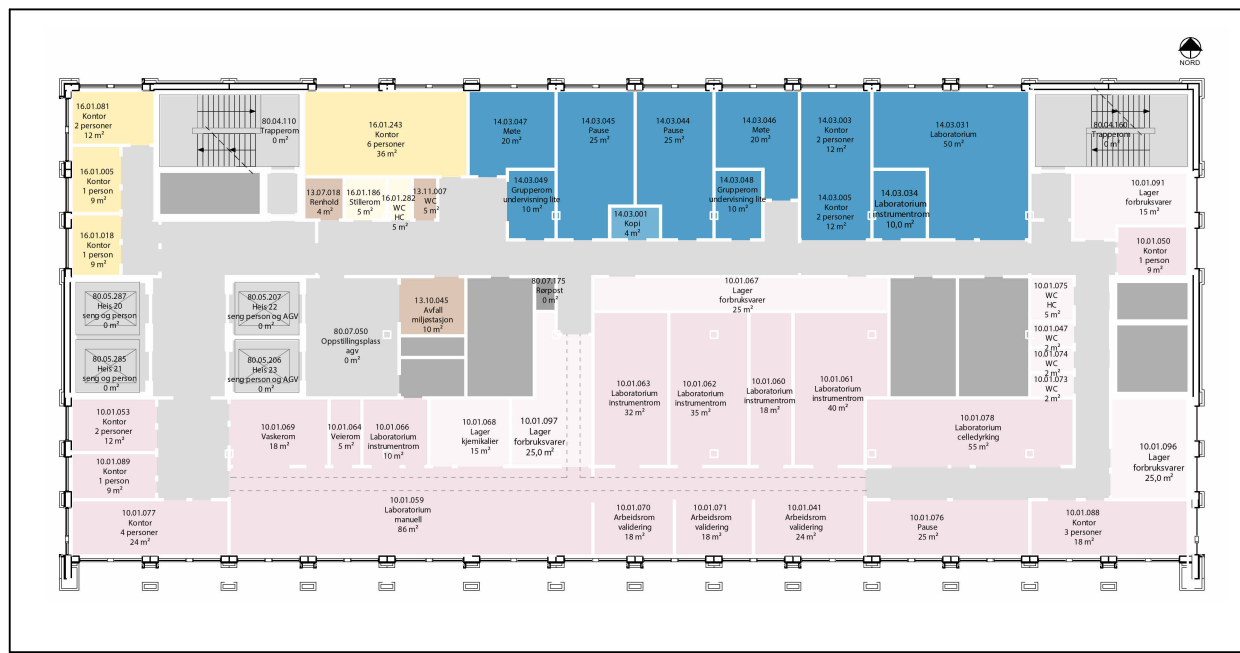 NORD
16.01.081
Kontor
2 personer
12 m²
80.04.110
Trapperom
0 m²
16.01.243
Kontor
6 personer
36 m²
14.03.047
Møte
20 m³
14.03.045
Pause
25 m³
14.03.044
Pause
25 m²
14.03.046
Møte
20 m²
14.03.003
Kontor
2 personer
12 m²
14.03.031
Laboratorium
50 m²
80.04.160
Trapperom
0 m²
16.01.005
Kontor
1 person
9 m²
13.07.018
Renhold
4 m²
16.01.186
Stillerom
5 m²
16.01.282
WC
HC
5 m²
13.11.007
WC
5 m²
14.03.049
Grupperom
undervisning lite
10 m²
14.03.001
Kopi
4 m²
14.03.048
Grupperom
undervisning lite
10 m²
14.03.005
Kontor
2 personer
12 m²
14.03.034
Laboratorium
instrumentrom
10,0 m²
10.01.091
Lager
forbruksvarer
15 m²
16.01.018
Kontor
1 person
9 m²
10.01.050
Kontor
1 person
9 m²
80.05.287
Heis 20
seng og person
0 m²
80.05.207
Heis 22
seng person og AGV
0 m²
80.07.050
Oppstillingsplass
agv
0 m²
13.10.045
Avfall
miljøstasjon
10 m²
80.07.175
Rørpost
0 m²
10.01.067
Lager
forbruksvarer
25 m²
10.01.075
WC
HC
5 m²
10.01.047
WC
2 m²
10.01.074
WC
2 m²
10.01.073
WC
2 m²
80.05.285
Heis 21
seng og person
0 m²
80.05.206
Heis 23
seng person og AGV
0 m²
10.01.063
Laboratorium
instrumentrom
32 m²
10.01.062
Laboratorium
instrumentrom
35 m²
10.01.060
Laboratorium
instrumentrom
18 m²
10.01.061
Laboratorium
instrumentrom
40 m²
10.01.053
Kontor
2 personer
12 m²
10.01.069
Vaskerom
18 m²
10.01.064
Veierom
5 m²
10.01.066
Laboratorium
instrumentrom
10 m²
10.01.068
Lager
kjemikalier
15 m²
10.01.097
Lager
forbruksvarer
25,0 m²
10.01.078
Laboratorium
celledyrking
55 m²
10.01.096
Lager
forbruksvarer
25,0 m²
10.01.089
Kontor
1 person
9 m²
10.01.077
Kontor
4 personer
24 m²
10.01.059
Laboratorium
manuell
86 m²
10.01.070
Arbeidsrom
validering
18 m²
10.01.071
Arbeidsrom
validering
18 m²
10.01.041
Arbeidsrom
validering
24 m²
10.01.076
Pause
25 m²
10.01.088
Kontor
3 personer
18 m²